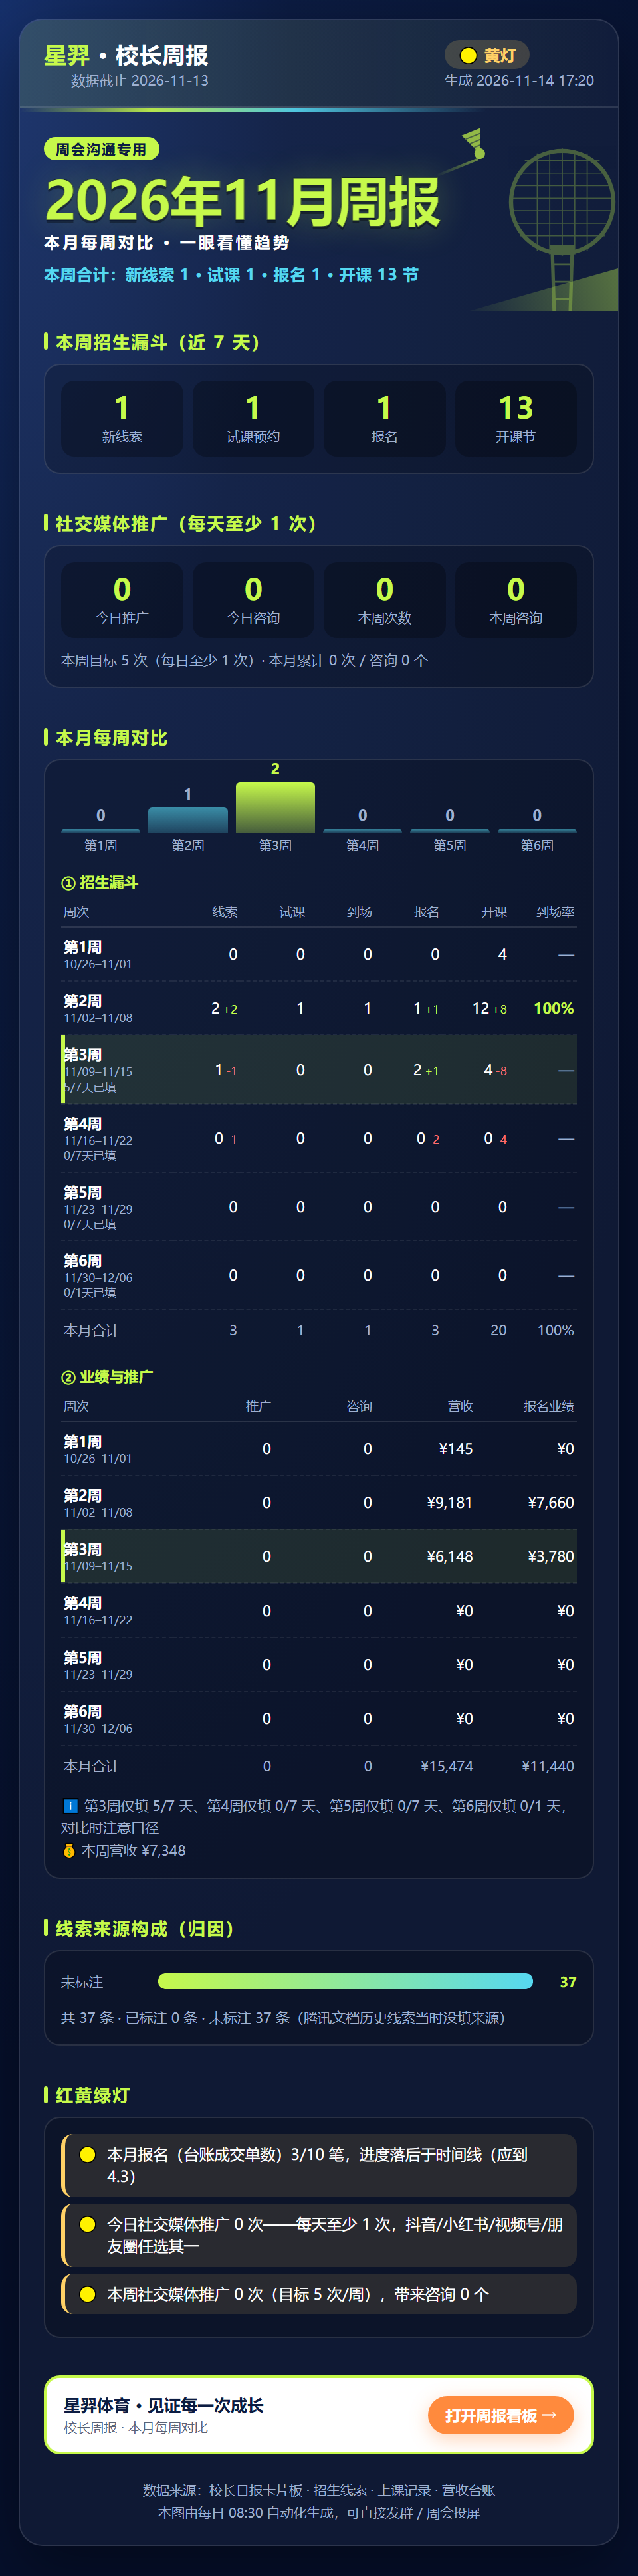 星羿 · 校长周报
黄灯
数据截止 2026-11-13
生成 2026-11-14 17:20
周会沟通专用
2026年11月周报
本月每周对比 · 一眼看懂趋势
本周合计：新线索 1 · 试课 1 · 报名 1 · 开课 13 节
本周招生漏斗（近 7 天）
1 1 1 13
新线索 试课预约 报名 开课节
社交媒体推广（每天至少 1 次）
0 0 0 0
今日推广 今日咨询 本周次数 本周咨询
本周目标 5 次（每日至少 1 次）· 本月累计 0 次 / 咨询 0 个
本月每周对比
0 1 2 0 0 0
第1周 第2周 第3周 第4周 第5周 第6周
① 招生漏斗
周次 线索 试课 到场 报名 开课 到场率
第1周
10/26–11/01
0 0 0 0 4 —
第2周
11/02–11/08
2 +2 1 1 1 +1 12 +8 100%
第3周
11/09–11/15
5/7天已填
1 -1 0 0 2 +1 4 -8 —
第4周
11/16–11/22
0/7天已填
0 -1 0 0 0 -2 0 -4 —
第5周
11/23–11/29
0/7天已填
0 0 0 0 0 —
第6周
11/30–12/06
0/1天已填
0 0 0 0 0 —
本月合计 3 1 1 3 20 100%
② 业绩与推广
周次 推广 咨询 营收 报名业绩
第1周
10/26–11/01
0 0 ¥145 ¥0
第2周
11/02–11/08
0 0 ¥9,181 ¥7,660
第3周
11/09–11/15
0 0 ¥6,148 ¥3,780
第4周
11/16–11/22
0 0 ¥0 ¥0
第5周
11/23–11/29
0 0 ¥0 ¥0
第6周
11/30–12/06
0 0 ¥0 ¥0
本月合计 0 0 ¥15,474 ¥11,440
ℹ️ 第3周仅填 5/7 天、第4周仅填 0/7 天、第5周仅填 0/7 天、第6周仅填 0/1 天，
对比时注意口径
💰 本周营收 ¥7,348
线索来源构成（归因）
未标注 37
共 37 条 · 已标注 0 条 · 未标注 37 条（腾讯文档历史线索当时没填来源）
红黄绿灯
本月报名（台账成交单数）3/10 笔，进度落后于时间线（应到
4.3）
今日社交媒体推广 0 次——每天至少 1 次，抖音/小红书/视频号/朋
友圈任选其一
本周社交媒体推广 0 次（目标 5 次/周），带来咨询 0 个
星羿体育 · 见证每一次成长
校长周报 · 本月每周对比
打开周报看板 →
数据来源：校长日报卡片板 · 招生线索 · 上课记录 · 营收台账
本图由每日 08:30 自动化生成，可直接发群 / 周会投屏